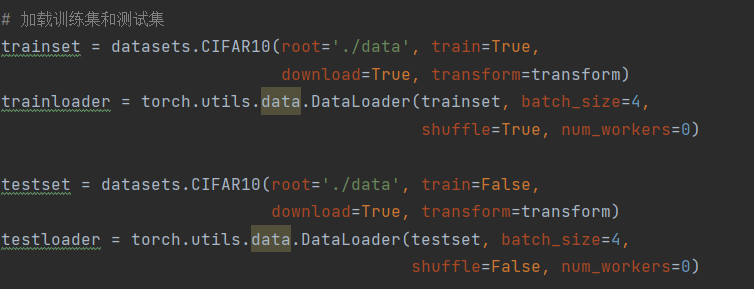 # 加载训练集和测试集
trainset = datasets.CIFAR10(root='./data', train=True,
download=True, transform=transform)
trainloader = torch.utils.data.DataLoader(trainset, batch_size=4,
shuffle=True, num_workers=0)
testset = datasets.CIFAR10(root='./data', train=False,
download=True, transform=transform)
testloader = torch.utils.data.DataLoader(testset, batch_size=4,
shuffle=False, num_workers=0)